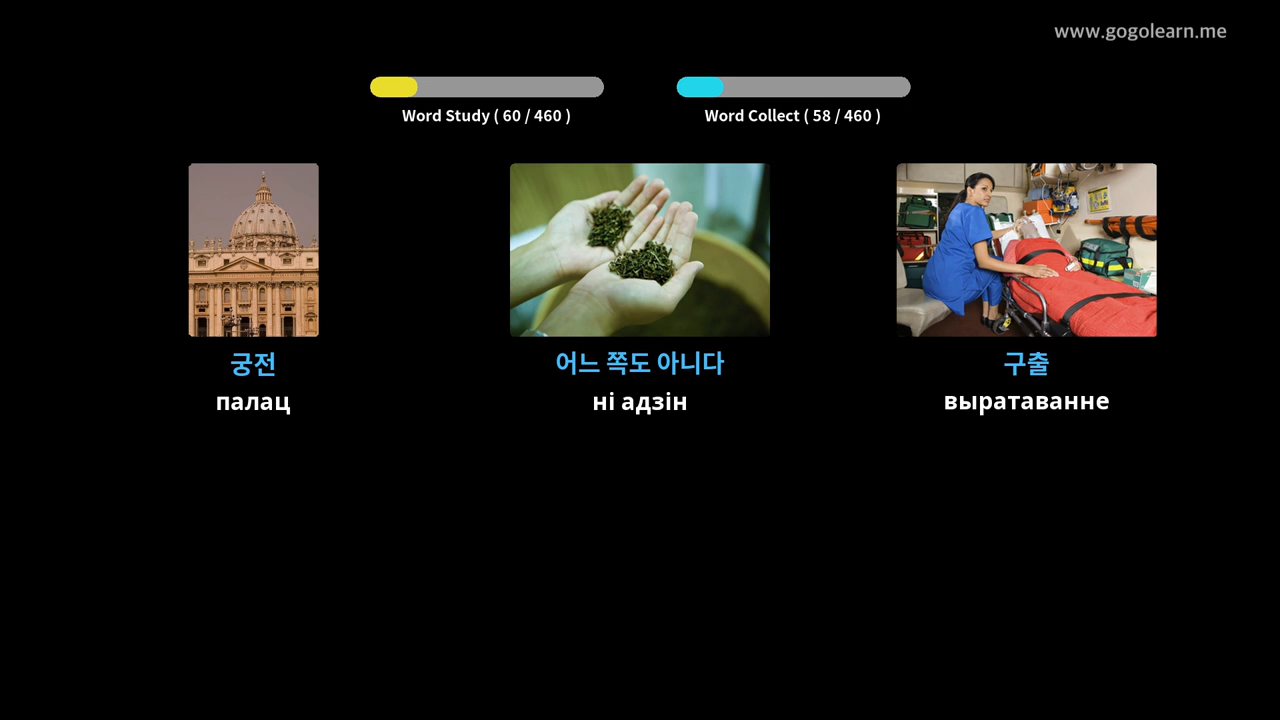 www.gogolearn.me
Word Study ( 60 / 460 )
Word Collect ( 58 / 460 )
궁전
어느 쪽도 아니다
구출
палац
ні адзін
выратаванне